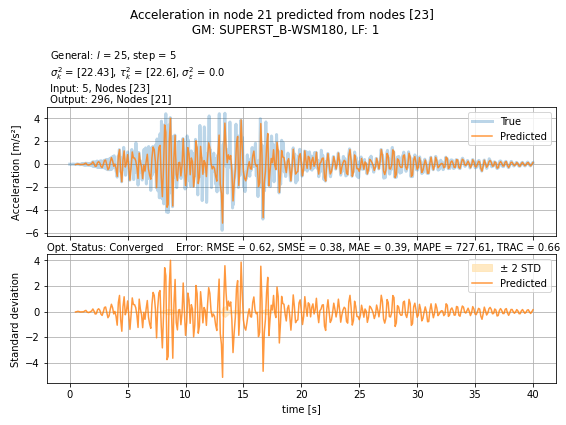 Acceleration in node 21 predicted from nodes [23]
GM: SUPERST_B-WSM180, LF: 1
General: l = 25, step = 5
σ²ₖ = [22.43], τ²ₖ = [22.6], σ²ₑ = 0.0
Input: 5, Nodes [23]
Output: 296, Nodes [21]
Acceleration [m/s²]
4
2
0
−2
−4
−6
True
Predicted
Opt. Status: Converged    Error: RMSE = 0.62, SMSE = 0.38, MAE = 0.39, MAPE = 727.61, TRAC = 0.66
Standard deviation
4
2
0
−2
−4
± 2 STD
Predicted
0 5 10 15 20 25 30 35 40
time [s]